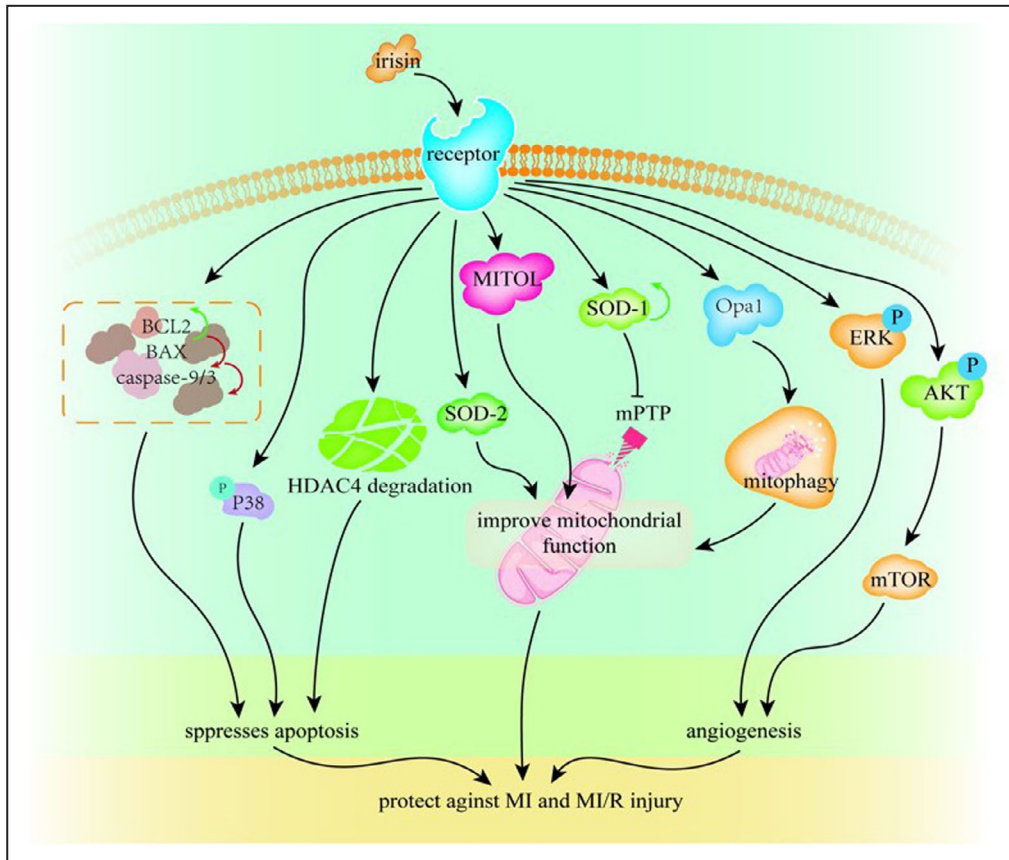 irisin
receptor
MITOL
SOD-1
Opa1
P
ERK
P
AKT
BCL2
BAX
caspase-9/3
SOD-2
mPTP
P
P38
HDAC4 degradation
mitophagy
improve mitochondrial
function
mTOR
sppresses apoptosis
angiogenesis
protect aginst MI and MI/R injury